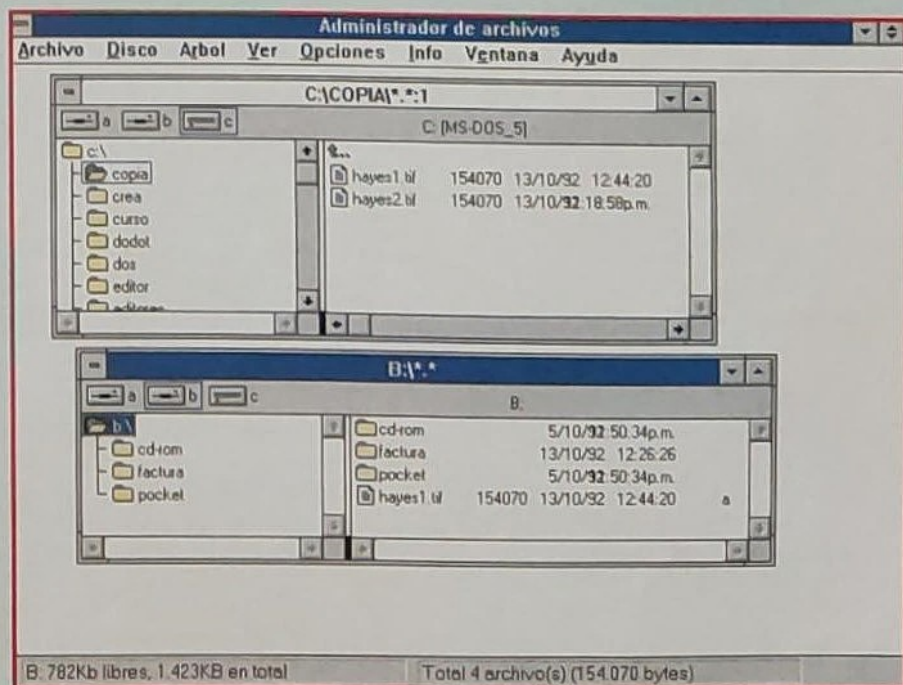 Administrador de archivos
Archivo Disco Arbol Ver Opciones Info Ventana Ayuda
C:\COPIA\*.*:1
a b c C: [MS-DOS_5]
c:\
copia
crea
curso
dodot
dos
editor
editores
..
hayes1.tif 154070 13/10/92 12:44:20
hayes2.tif 154070 13/10/92:18:58p.m.
B:\*.*
a b c B:
b:\
cd-rom
factura
pocket
cd-rom 5/10/92:50:34p.m.
factura 13/10/92 12:26:26
pocket 5/10/92:50:34p.m.
hayes1.tif 154070 13/10/92 12:44:20 a
B: 782Kb libres, 1.423KB en total Total 4 archivo(s) (154.070 bytes)